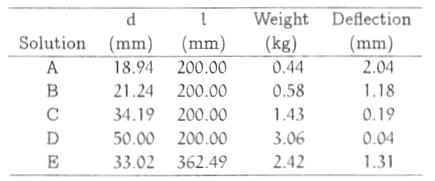 d l Weight Deflection
Solution (mm) (mm) (kg) (mm)
A 18.94 200.00 0.44 2.04
B 21.24 200.00 0.58 1.18
C 34.19 200.00 1.43 0.19
D 50.00 200.00 3.06 0.04
E 33.02 362.49 2.42 1.31